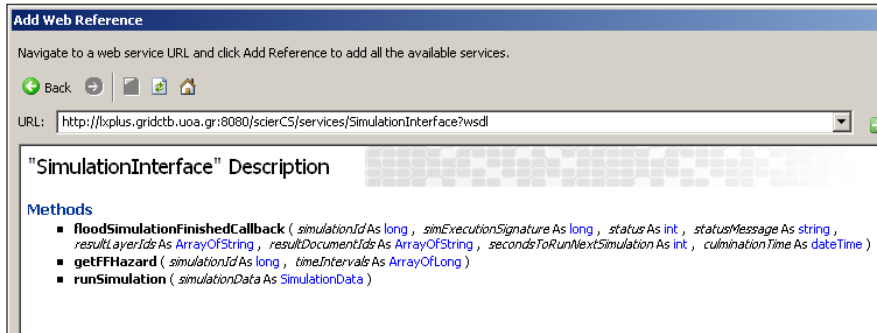 Add Web Reference
Navigate to a web service URL and click Add Reference to add all the available services.
Back
URL: http://lxplus.gridctb.uoa.gr:8080/scierCS/services/SimulationInterface?wsdl
"SimulationInterface" Description
Methods
floodSimulationFinishedCallback ( simulationId As long , simExecutionSignature As long , status As int , statusMessage As string ,
resultLayerIds As ArrayOfString , resultDocumentIds As ArrayOfString , secondsToRunNextSimulation As int , culminationTime As dateTime )
getFFHazard ( simulationId As long , timeIntervals As ArrayOfLong )
runSimulation ( simulationData As SimulationData )